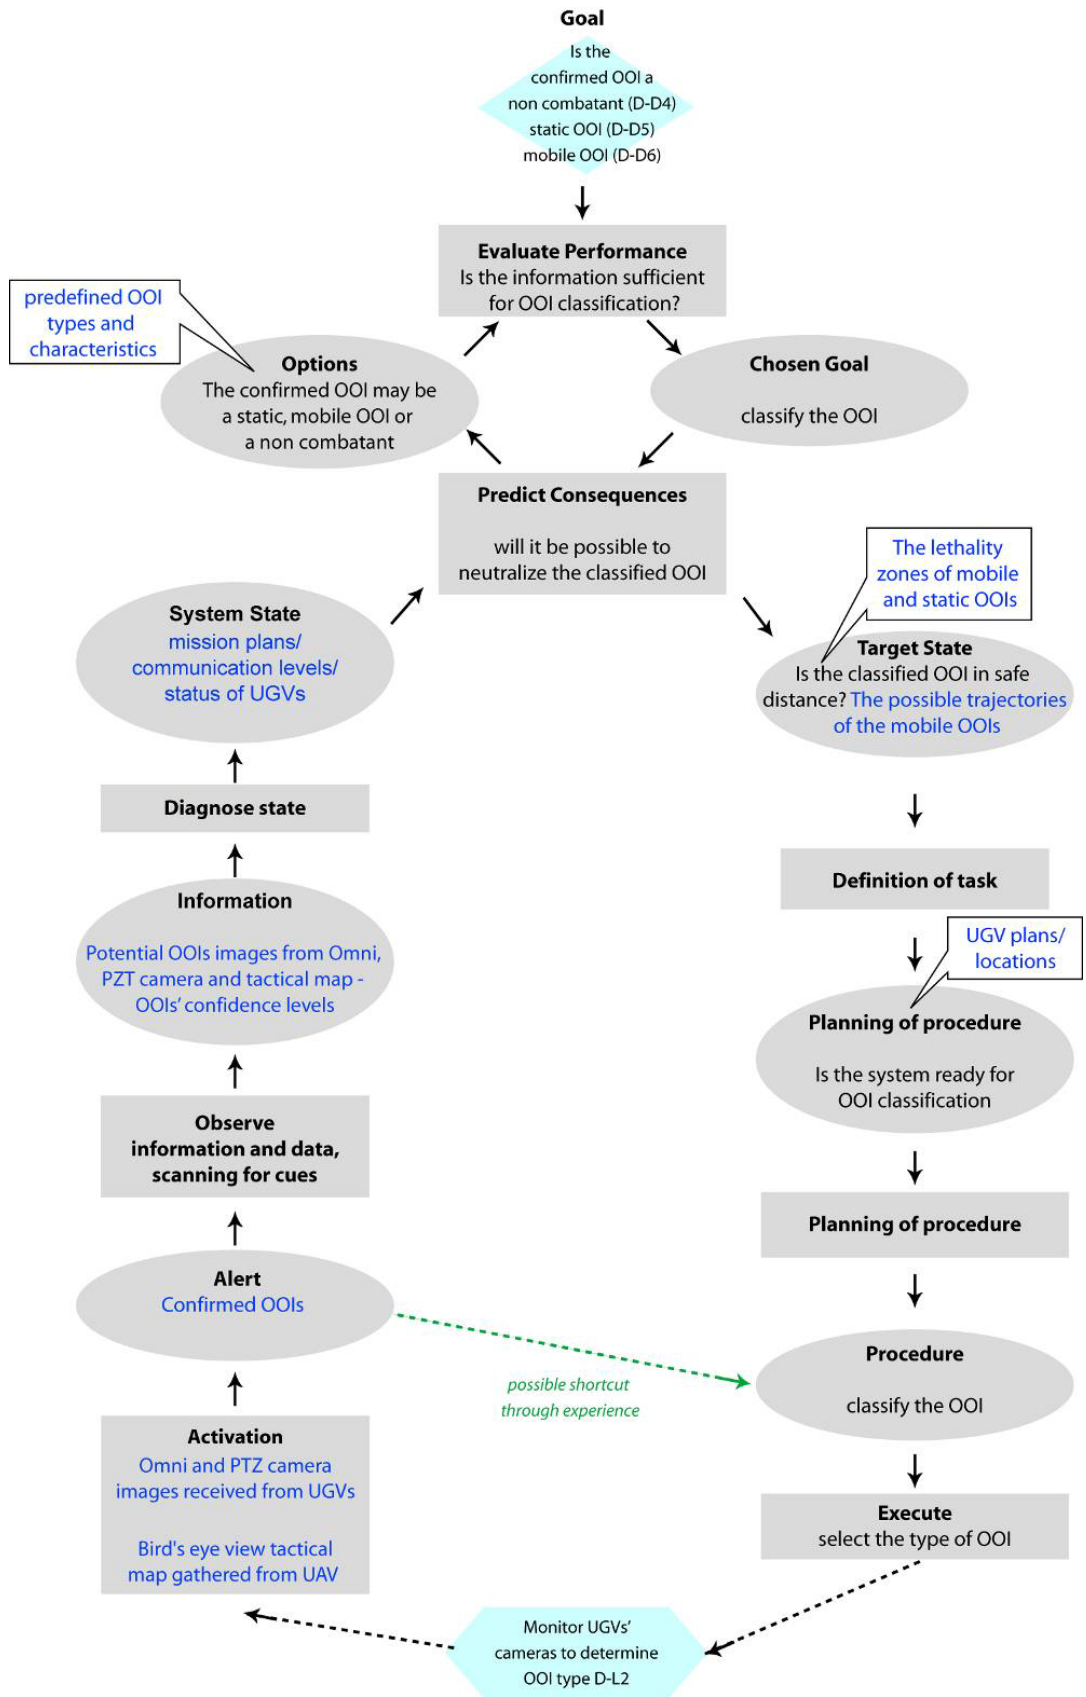 Goal
Is the
confirmed OOI a
non combatant (D-D4)
static OOI (D-D5)
mobile OOI (D-D6)
Evaluate Performance
Is the information sufficient
for OOI classification?
predefined OOI
types and
characteristics
Options
The confirmed OOI may be
a static, mobile OOI or
a non combatant
Chosen Goal
classify the OOI
Predict Consequences
will it be possible to
neutralize the classified OOI
The lethality
zones of mobile
and static OOIs
System State
mission plans/
communication levels/
status of UGVs
Target State
Is the classified OOI in safe
distance? The possible trajectories
of the mobile OOIs
Diagnose state
Definition of task
Information
Potential OOIs images from Omni,
PZT camera and tactical map -
OOIs' confidence levels
UGV plans/
locations
Planning of procedure
Is the system ready for
OOI classification
Observe
information and data,
scanning for cues
Planning of procedure
Alert
Confirmed OOIs
possible shortcut
through experience
Procedure
classify the OOI
Activation
Omni and PTZ camera
images received from UGVs
Bird's eye view tactical
map gathered from UAV
Execute
select the type of OOI
Monitor UGVs'
cameras to determine
OOI type D-L2